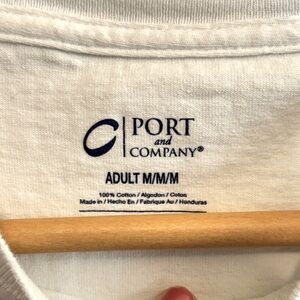 PORT
and
COMPANY®
ADULT M/M/M
100% Cotton / Algodon / Coton
Made in / Hecho En / Fabrique Au / Honduras